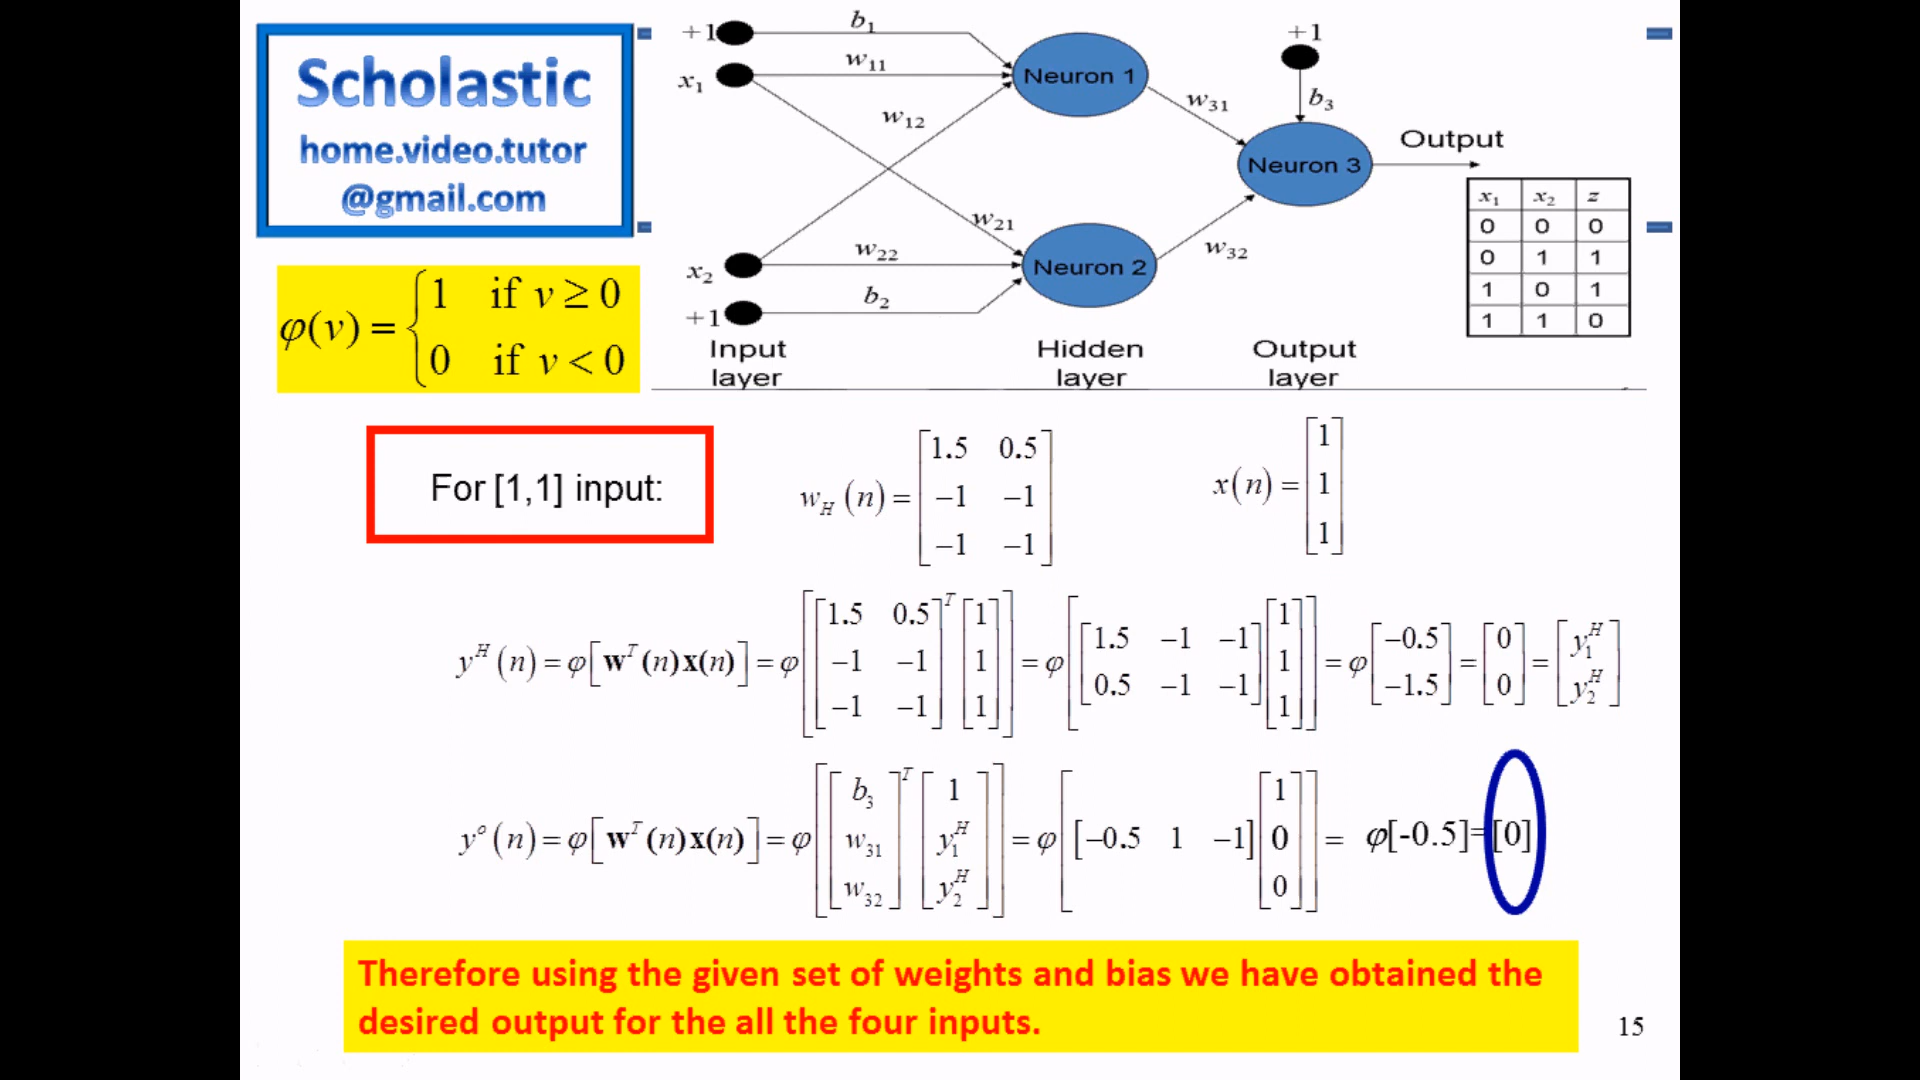 Scholastic
home.video.tutor
@gmail.com
+1 b₁
x₁ w₁₁ Neuron 1
w₁₂
w₂₁
x₂ w₂₂ Neuron 2
+1 b₂
w₃₁
w₃₂
+1
b₃
Neuron 3
Output
x₁ x₂ z
0 0 0
0 1 1
1 0 1
1 1 0
Input layer
Hidden layer
Output layer
φ(v) = { 1 if v ≥ 0
0 if v < 0
For [1,1] input:
w_H (n) = [1.5 0.5; −1 −1; −1 −1]
x(n) = [1; 1; 1]
y^H (n) = φ[w^T(n)x(n)] = φ[[1.5 0.5; −1 −1; −1 −1]^T [1; 1; 1]] = φ[[1.5 −1 −1; 0.5 −1 −1][1; 1; 1]] = φ[−0.5; −1.5] = [0; 0] = [y₁^H; y₂^H]
y^o (n) = φ[w^T(n)x(n)] = φ[[b₃; w₃₁; w₃₂]^T [1; y₁^H; y₂^H]] = φ[[−0.5 1 −1][1; 0; 0]] = φ[-0.5]=[0]
Therefore using the given set of weights and bias we have obtained the
desired output for the all the four inputs.
15